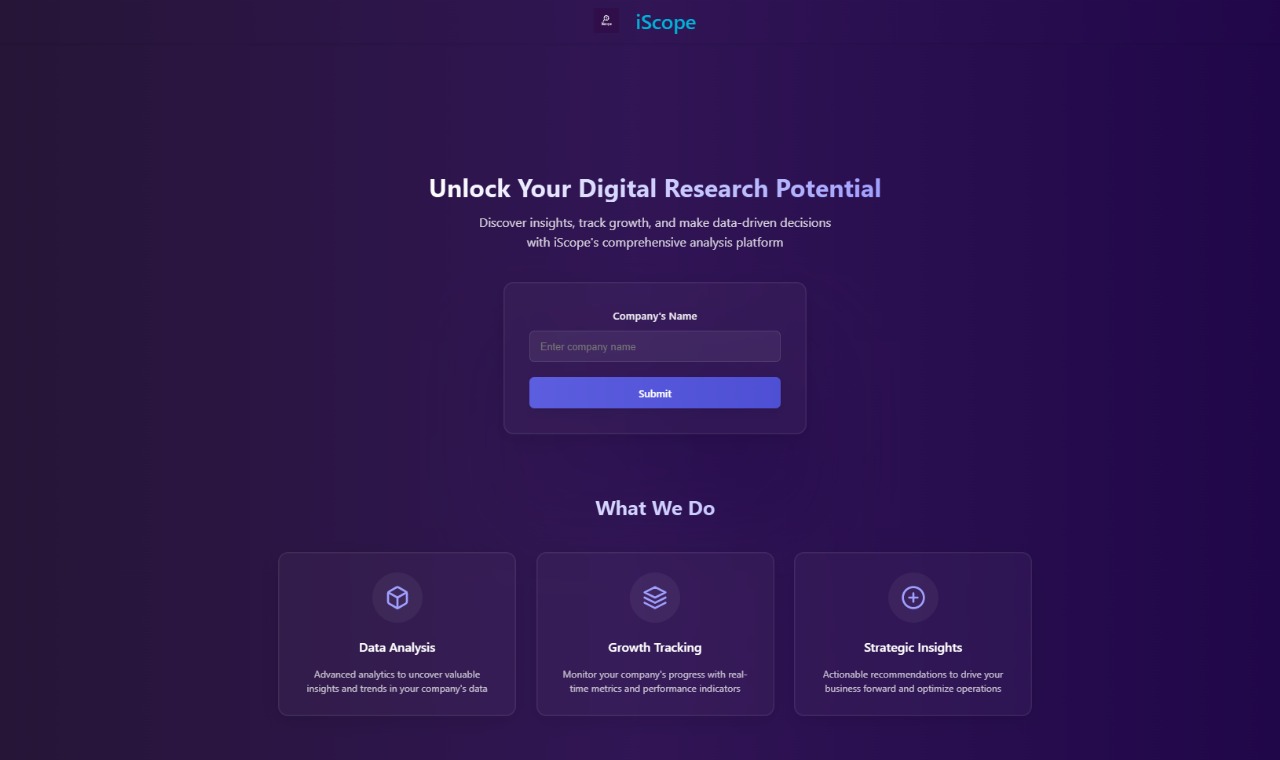 iScope
Unlock Your Digital Research Potential
Discover insights, track growth, and make data-driven decisions
with iScope's comprehensive analysis platform
Company's Name
Enter company name
Submit
What We Do
Data Analysis
Advanced analytics to uncover valuable
insights and trends in your company's data
Growth Tracking
Monitor your company's progress with real-
time metrics and performance indicators
Strategic Insights
Actionable recommendations to drive your
business forward and optimize operations